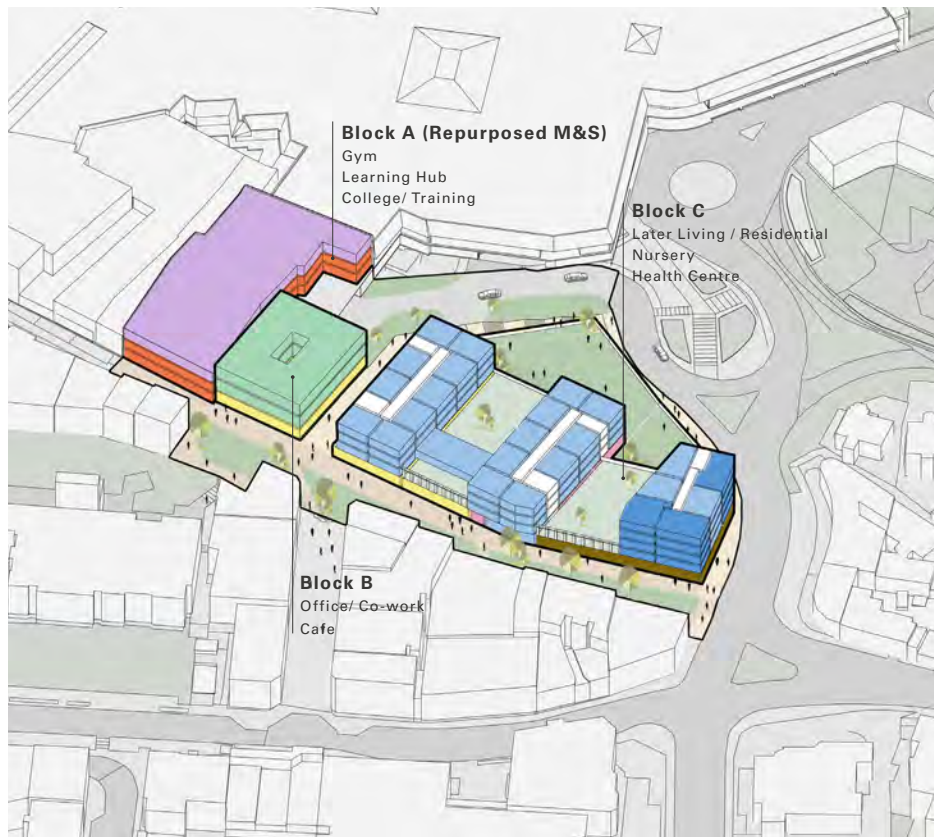 Block A (Repurposed M&S)
Gym
Learning Hub
College/ Training
Block C
Later Living / Residential
Nursery
Health Centre
Block B
Office/ Co-work
Cafe